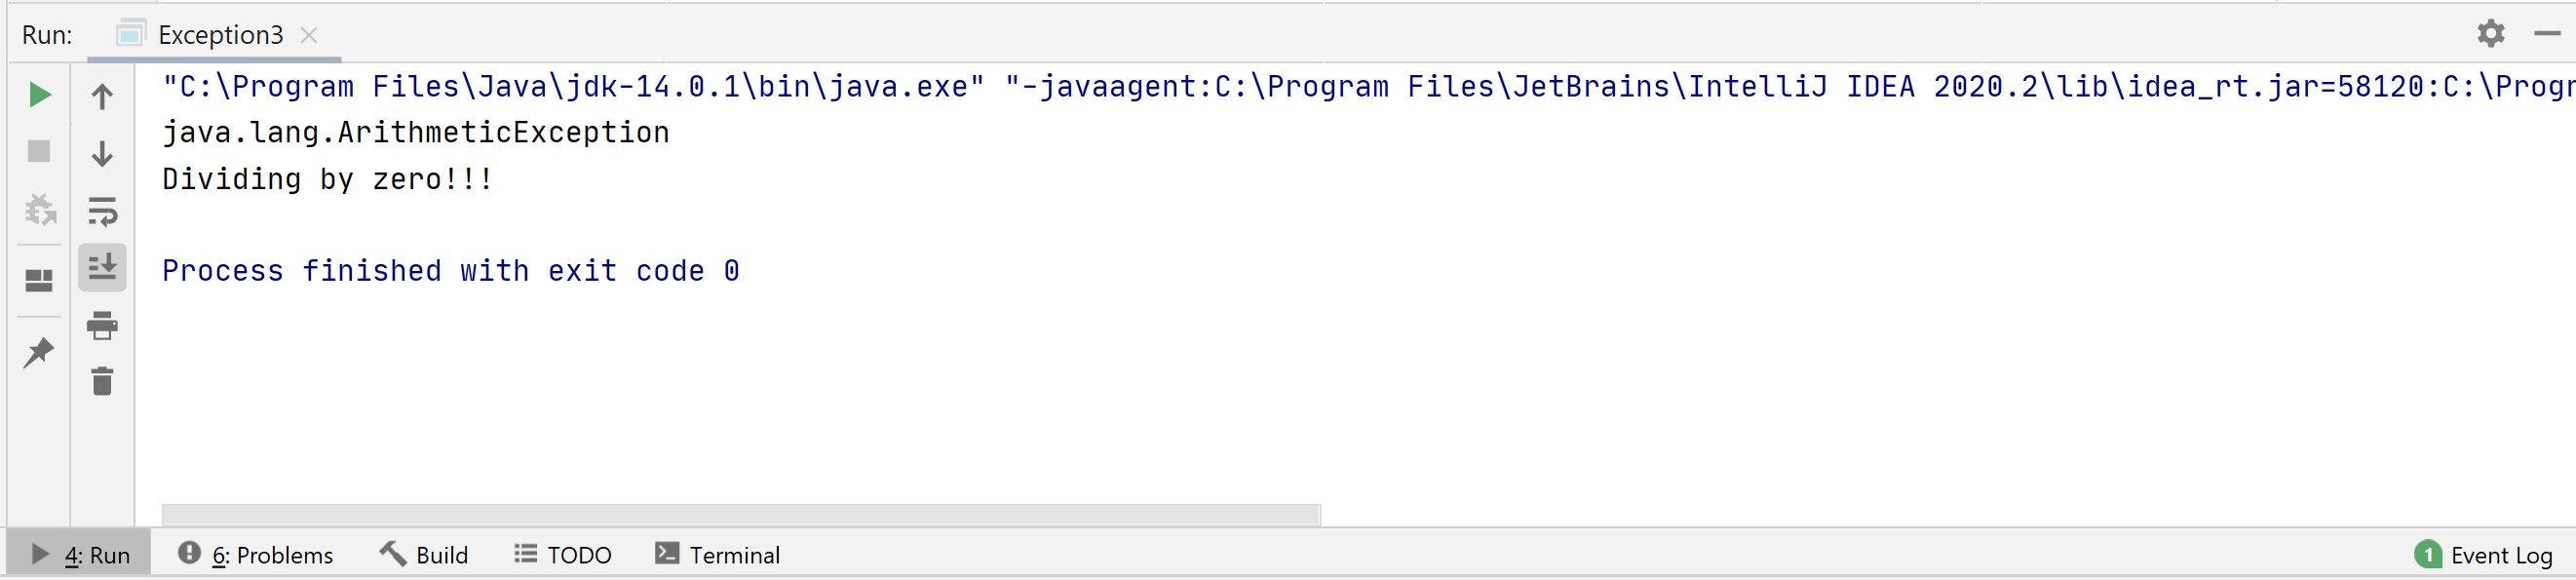 Run: Exception3
"C:\Program Files\Java\jdk-14.0.1\bin\java.exe" "-javaagent:C:\Program Files\JetBrains\IntelliJ IDEA 2020.2\lib\idea_rt.jar=58120:C:\Progr
java.lang.ArithmeticException
Dividing by zero!!!
Process finished with exit code 0
4: Run 6: Problems Build TODO Terminal 1 Event Log